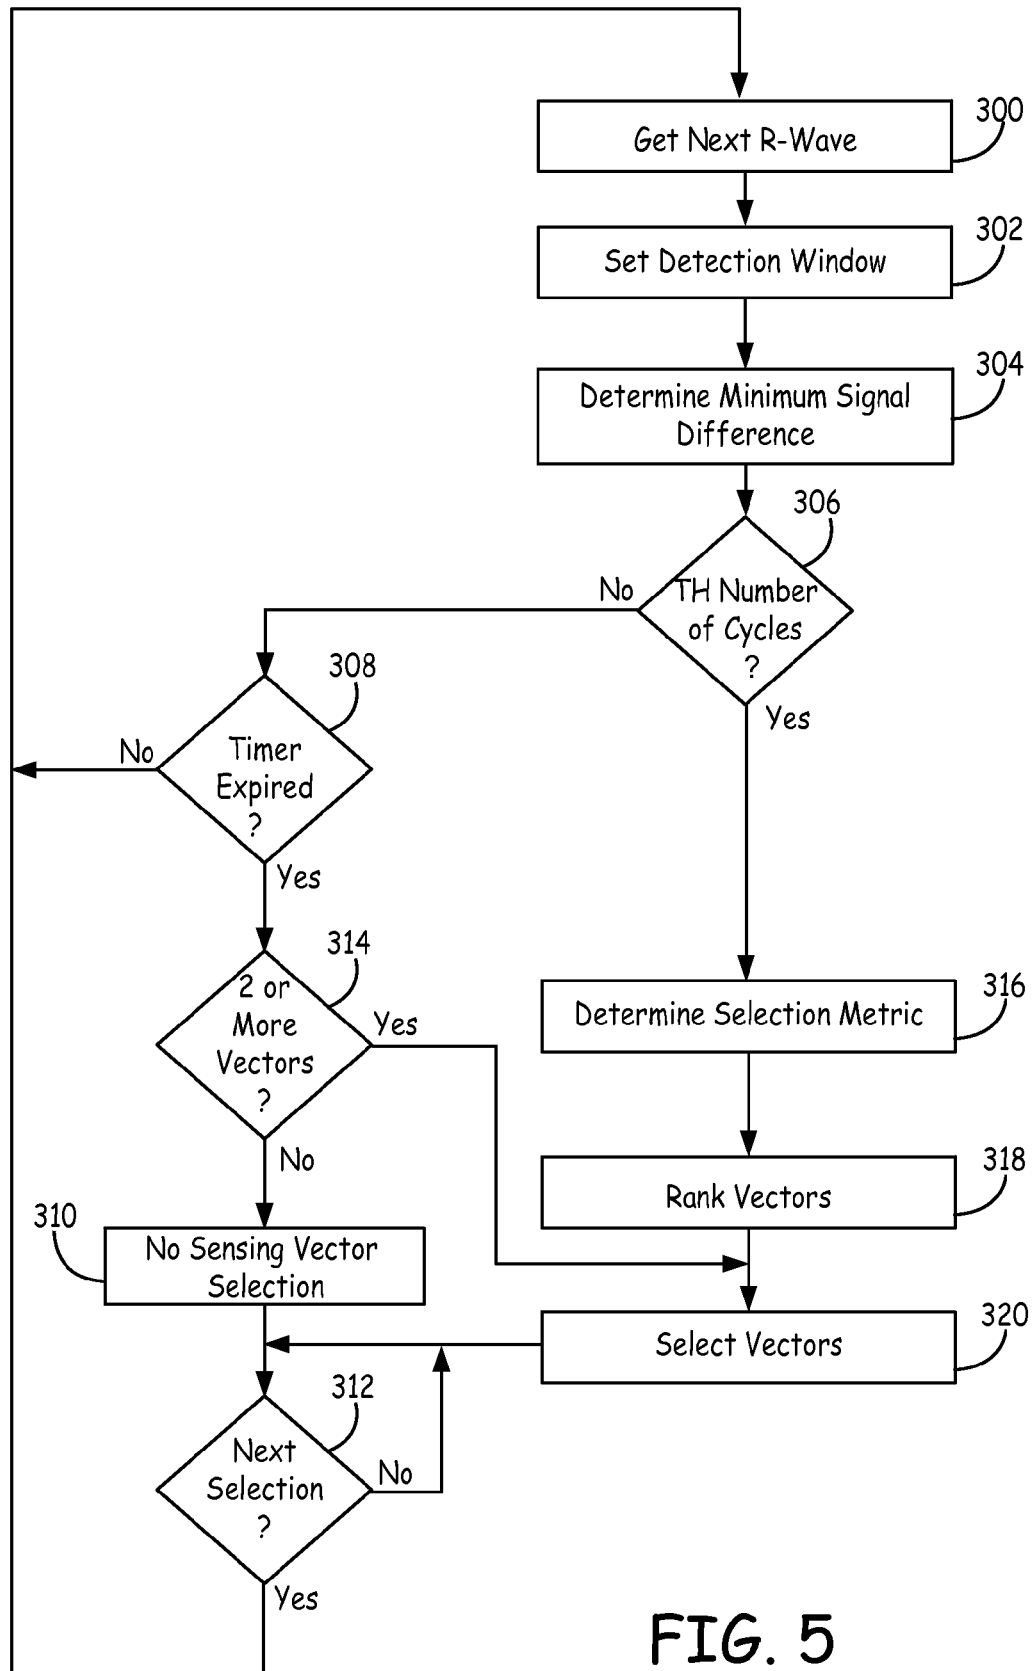 300
Get Next R-Wave
302
Set Detection Window
304
Determine Minimum Signal
Difference
306
TH Number
of Cycles
?
No
Yes
308
Timer
Expired
?
No
Yes
314
2 or
More
Vectors
?
Yes
No
316
Determine Selection Metric
318
Rank Vectors
310
No Sensing Vector
Selection
320
Select Vectors
312
Next
Selection
?
No
Yes
FIG. 5